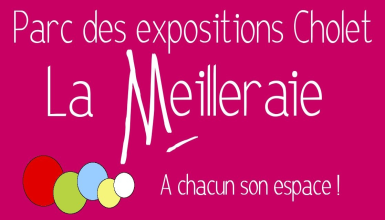 Parc des expositions Cholet
La Meilleraie
A chacun son espace !